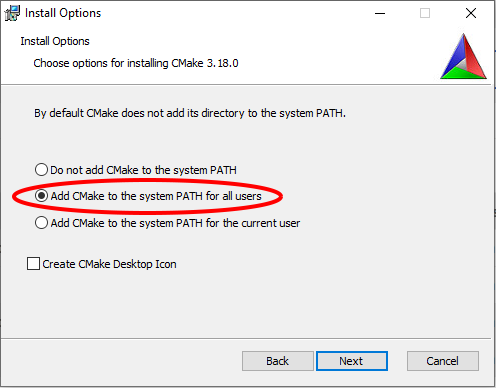 Install Options
Install Options
Choose options for installing CMake 3.18.0
By default CMake does not add its directory to the system PATH.
Do not add CMake to the system PATH
Add CMake to the system PATH for all users
Add CMake to the system PATH for the current user
Create CMake Desktop Icon
Back Next Cancel